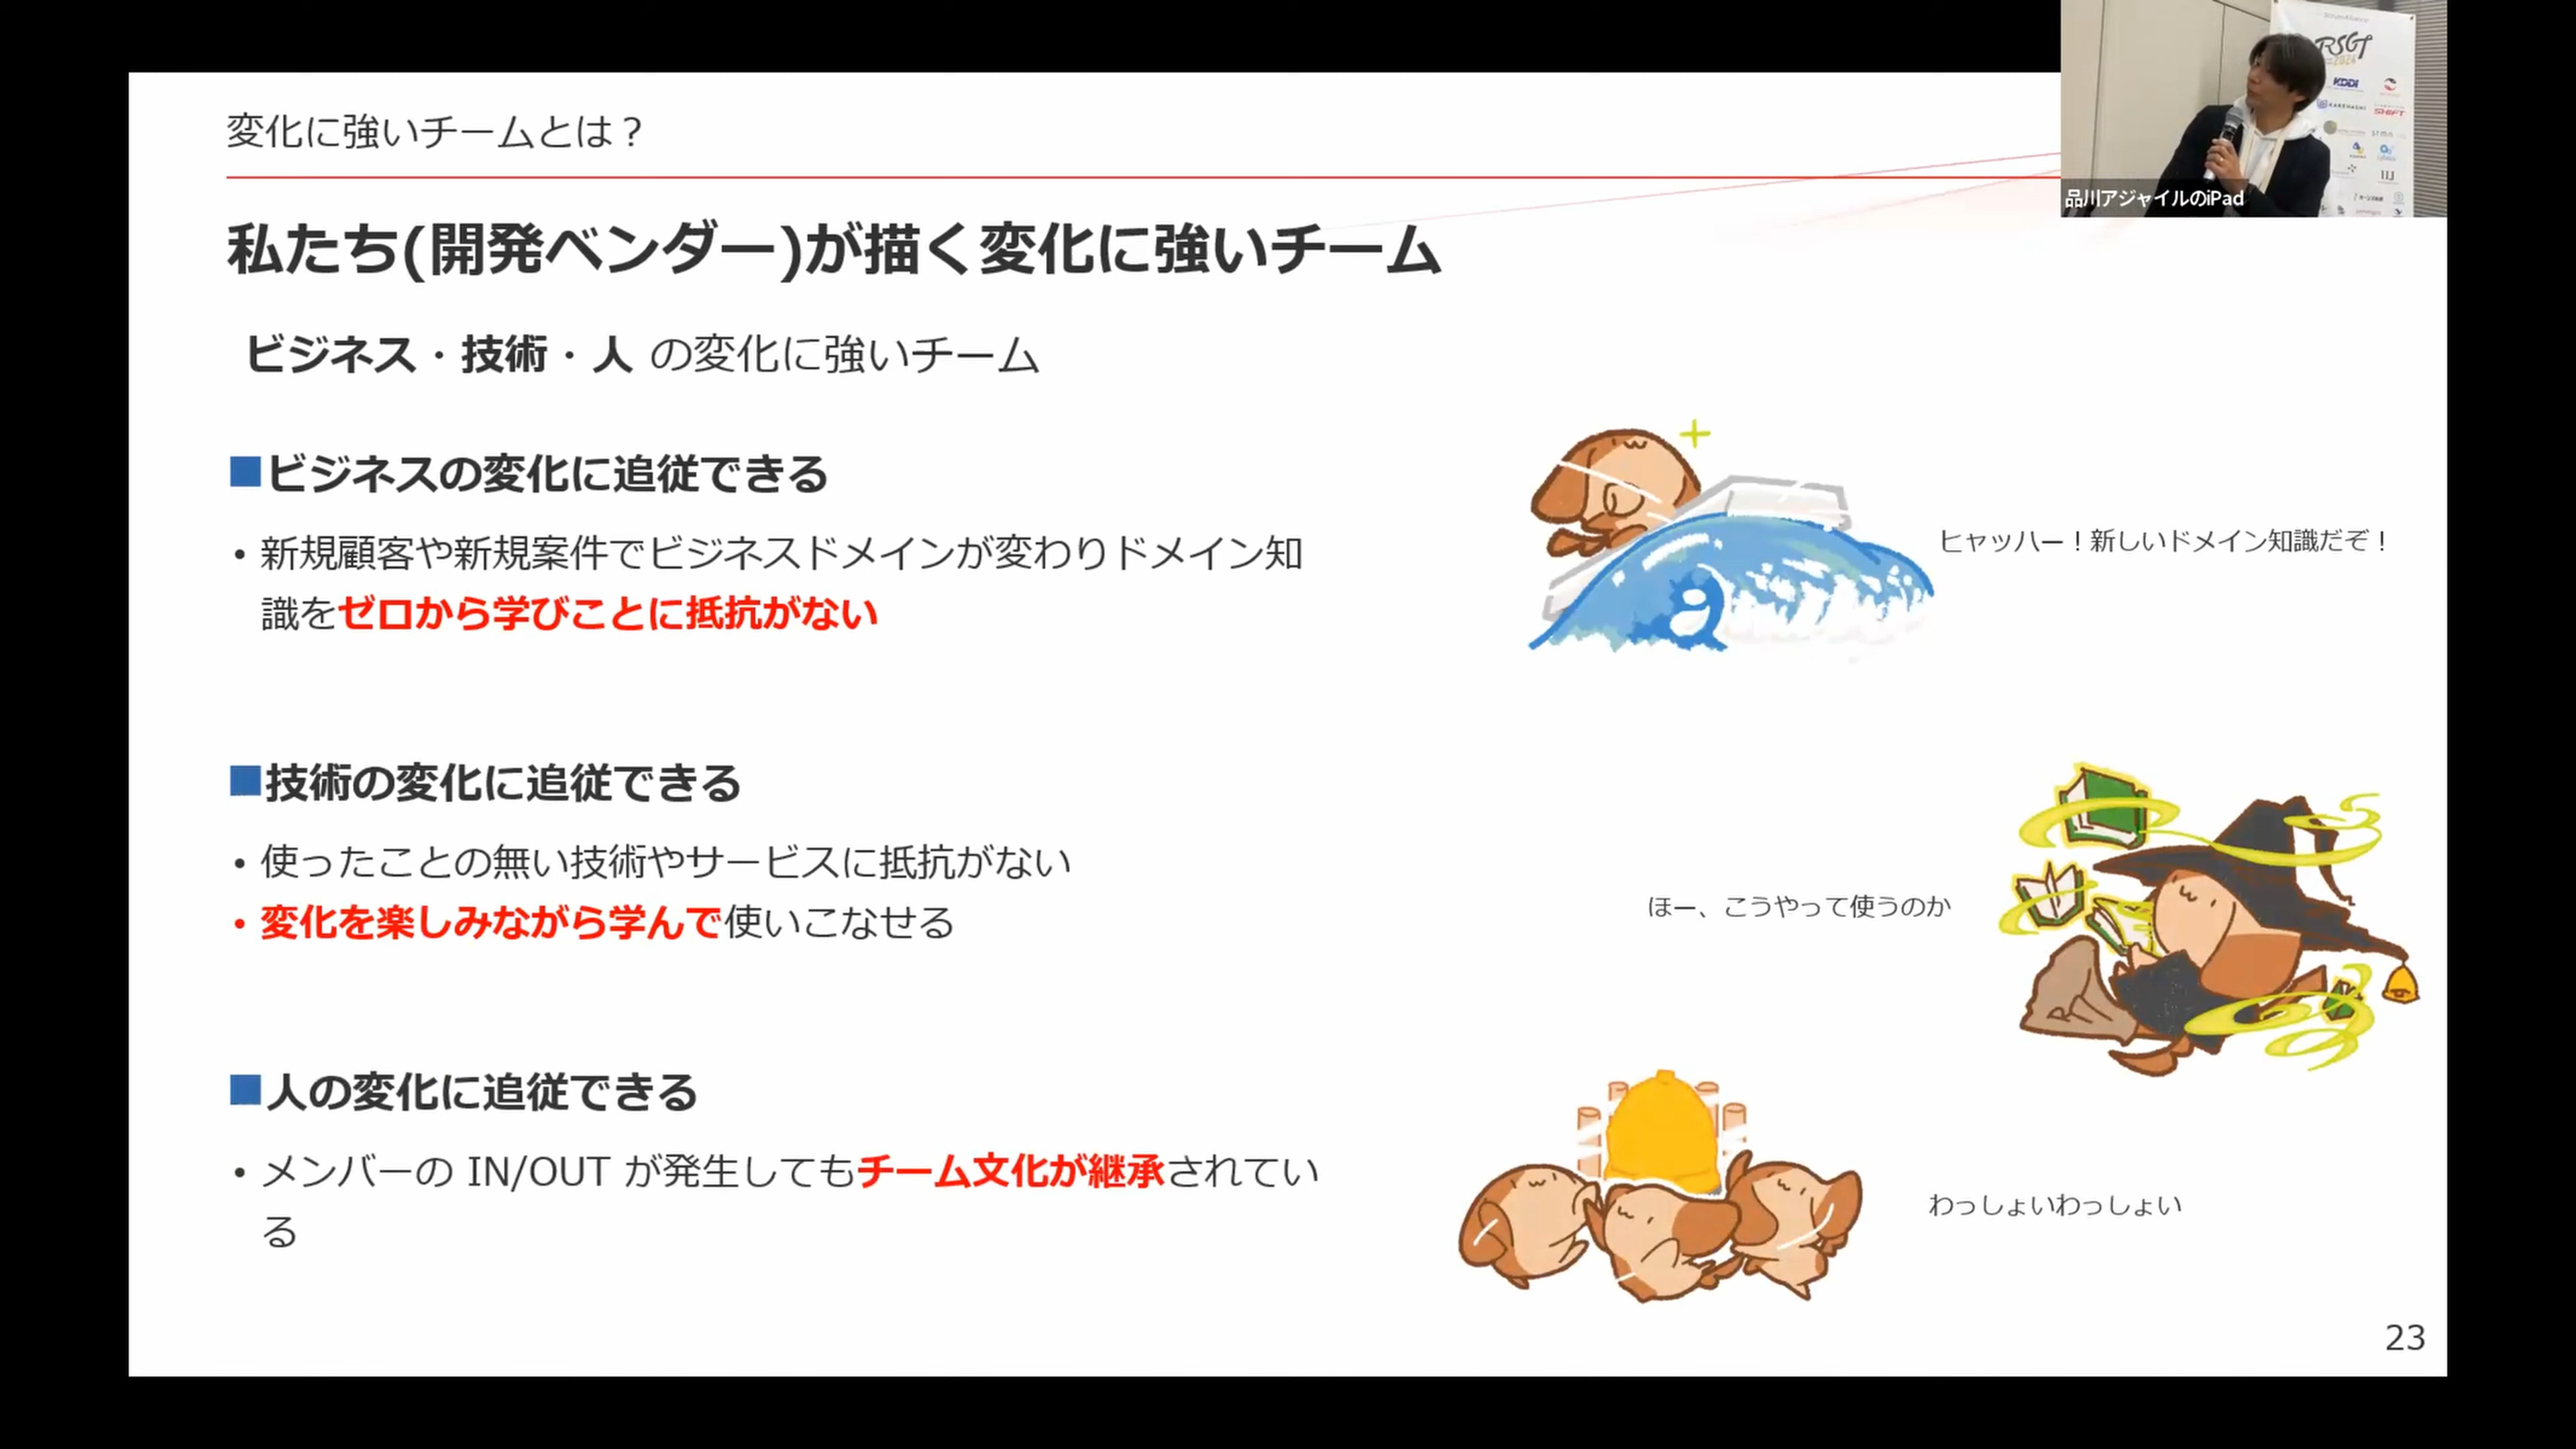 変化に強いチームとは？
私たち(開発ベンダー)が描く変化に強いチーム
ビジネス・技術・人 の変化に強いチーム
■ビジネスの変化に追従できる
• 新規顧客や新規案件でビジネスドメインが変わりドメイン知
識をゼロから学びことに抵抗がない
ヒャッハー！新しいドメイン知識だぞ！
■技術の変化に追従できる
• 使ったことの無い技術やサービスに抵抗がない
• 変化を楽しみながら学んで使いこなせる
ほー、こうやって使うのか
■人の変化に追従できる
• メンバーの IN/OUT が発生してもチーム文化が継承されてい
る
わっしょいわっしょい
23
RSGT
2024
KDDI
KAKEHASHI
SHIFT
IIJ
品川アジャイルのiPad